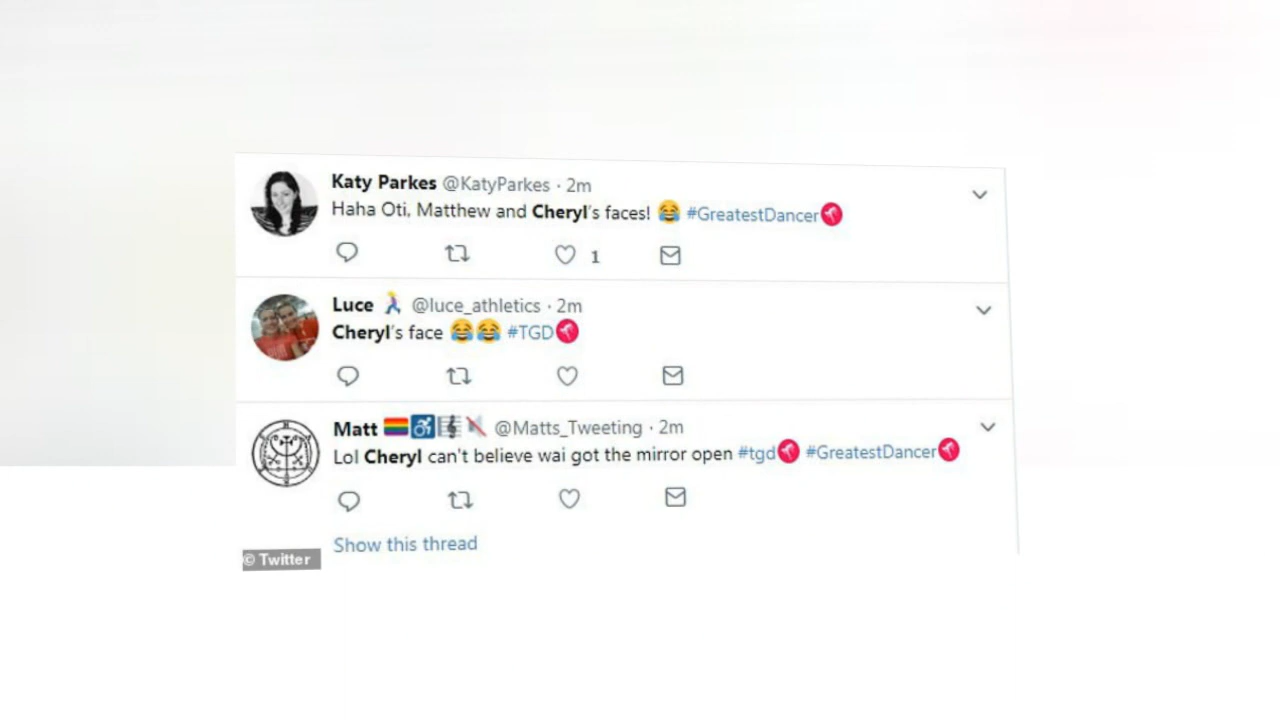 Katy Parkes @KatyParkes · 2m
Haha Oti, Matthew and Cheryl's faces! 😂 #GreatestDancer
1
Luce 🏃‍♀️ @luce_athletics · 2m
Cheryl's face 😂😂 #TGD
Matt 🏳️‍🌈♿🎼🔇 @Matts_Tweeting · 2m
Lol Cheryl can't believe wai got the mirror open #tgd #GreatestDancer
Show this thread
© Twitter